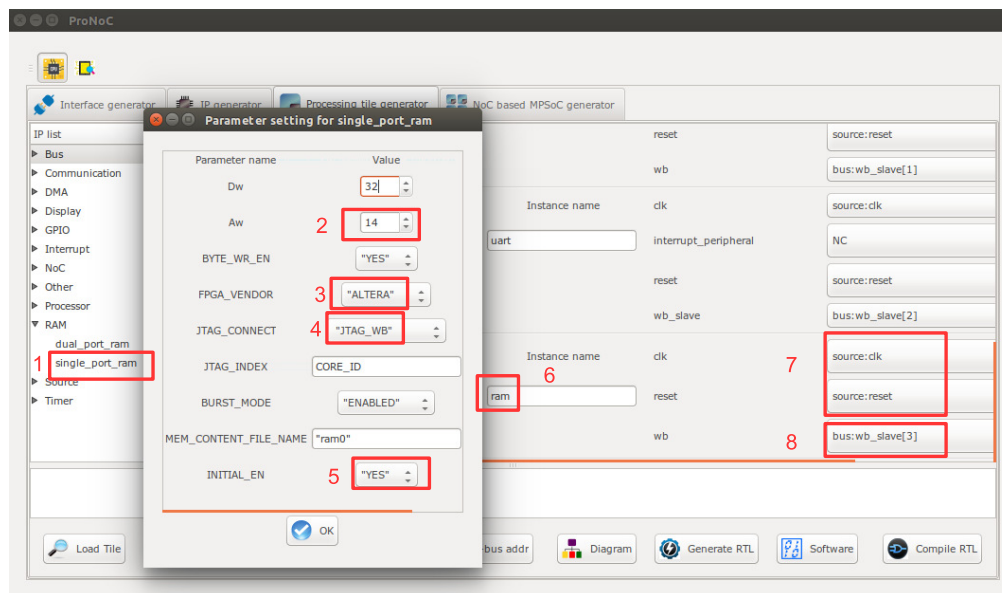 ProNoC
Interface generator
IP generator
Processing tile generator
NoC based MPSoC generator
Parameter setting for single_port_ram
IP list
Bus
Communication
DMA
Display
GPIO
Interrupt
NoC
Other
Processor
RAM
dual_port_ram
1 single_port_ram
Source
Timer
Parameter name Value
Dw 32
Aw 2 14
BYTE_WR_EN "YES"
FPGA_VENDOR 3 "ALTERA"
JTAG_CONNECT 4 "JTAG_WB"
JTAG_INDEX CORE_ID
BURST_MODE "ENABLED"
MEM_CONTENT_FILE_NAME "ram0"
INITIAL_EN 5 "YES"
OK
reset source:reset
wb bus:wb_slave[1]
Instance name clk source:clk
uart interrupt_peripheral NC
reset source:reset
wb_slave bus:wb_slave[2]
Instance name clk 7 source:clk
6
ram reset source:reset
wb 8 bus:wb_slave[3]
Load Tile
bus addr
Diagram
Generate RTL
Software
Compile RTL